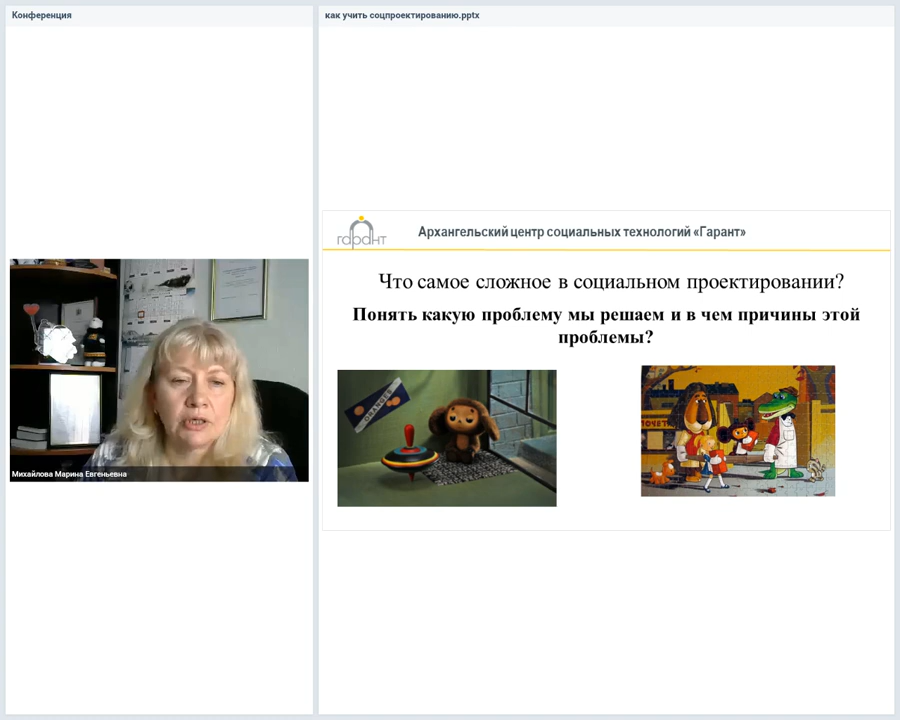 Конференция
как учить соцпроектированию.pptx
гарант
Архангельский центр социальных технологий «Гарант»
Что самое сложное в социальном проектировании?
Понять какую проблему мы решаем и в чем причины этой
проблемы?
ORANGES
Михайлова Марина Евгеньевна